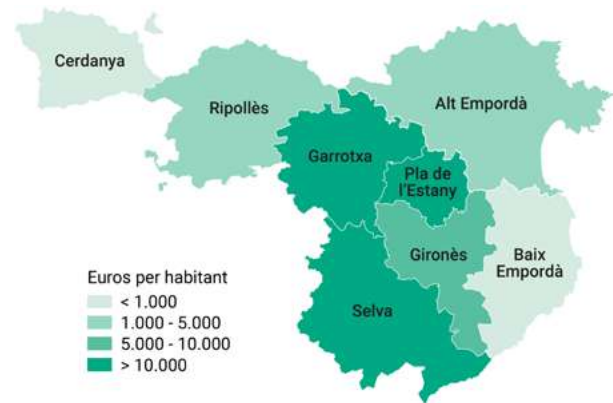 Cerdanya
Ripollès
Alt Empordà
Garrotxa
Pla de
l'Estany
Gironès
Baix
Empordà
Selva
Euros per habitant
< 1.000
1.000 - 5.000
5.000 - 10.000
> 10.000